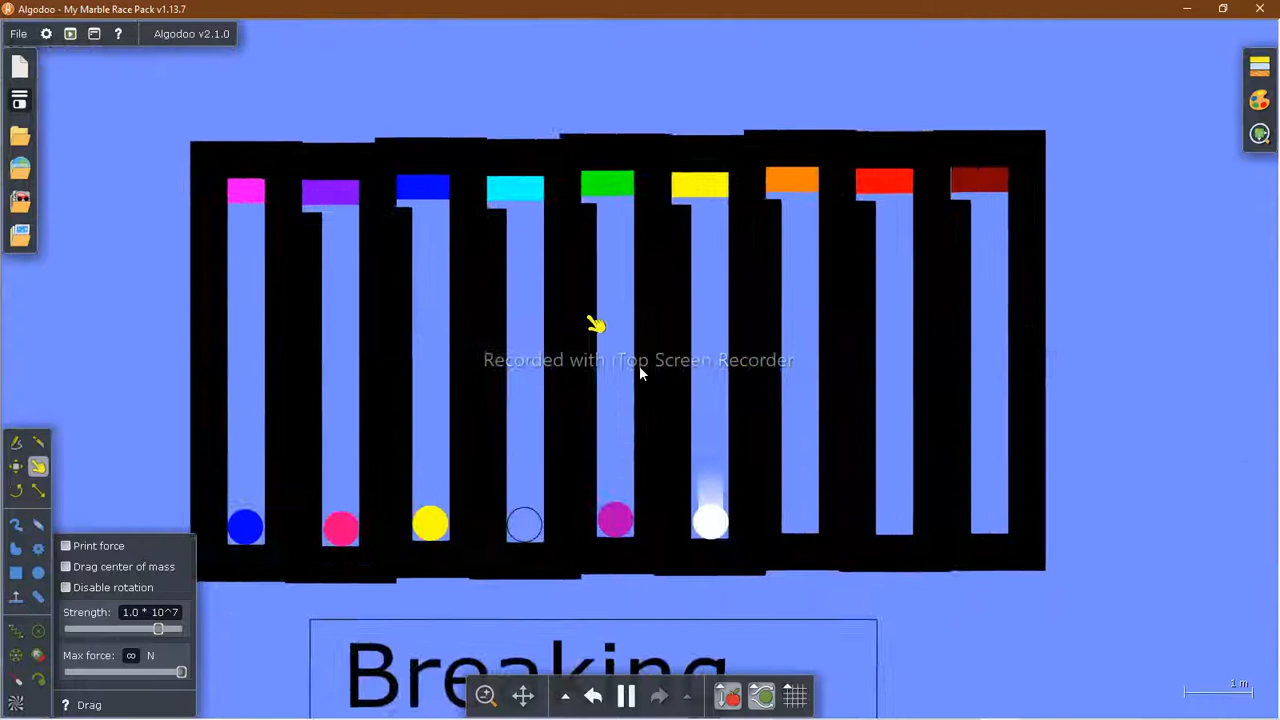 Algodoo - My Marble Race Pack v1.13.7
File ? Algodoo v2.1.0
Recorded with iTop Screen Recorder
Print force
Drag center of mass
Disable rotation
Strength: 1.0 * 10^7
Max force: ∞ N
? Drag
Breaking
1 m